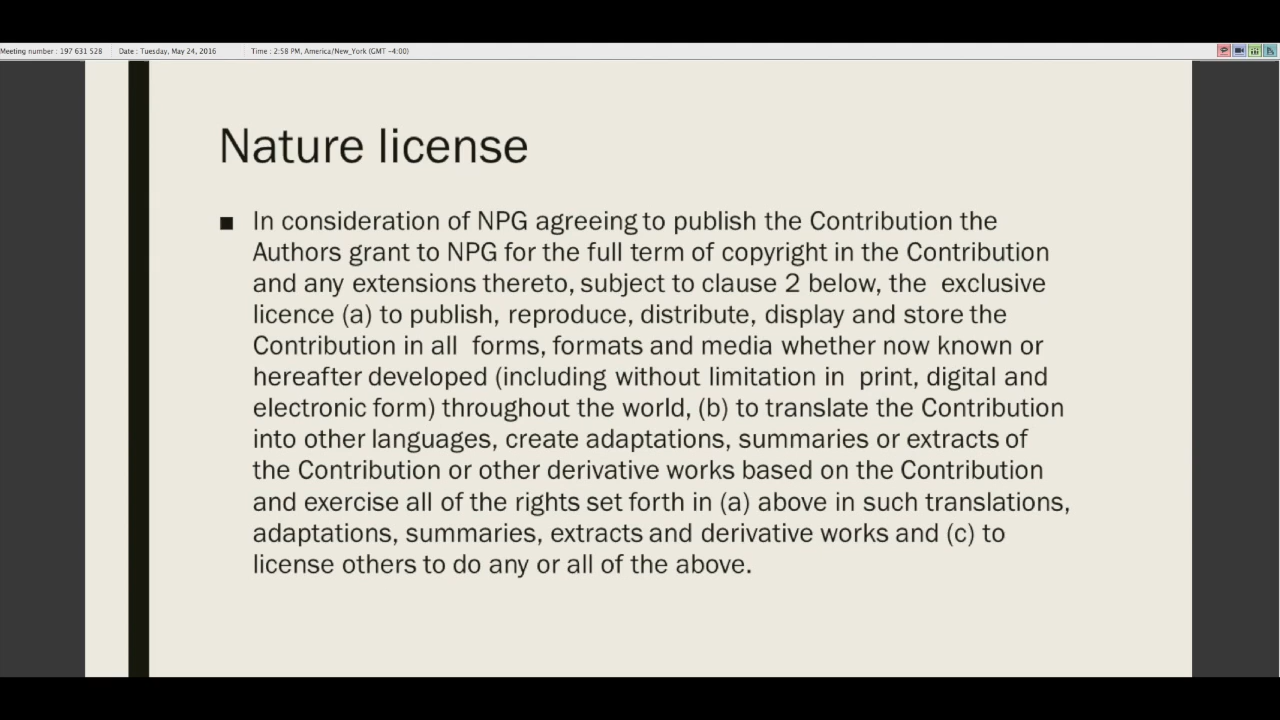 Meeting number : 197 631 528 Date : Tuesday, May 24, 2016 Time : 2:58 PM, America/New_York (GMT -4:00)
Nature license
■ In consideration of NPG agreeing to publish the Contribution the
Authors grant to NPG for the full term of copyright in the Contribution
and any extensions thereto, subject to clause 2 below, the exclusive
licence (a) to publish, reproduce, distribute, display and store the
Contribution in all forms, formats and media whether now known or
hereafter developed (including without limitation in print, digital and
electronic form) throughout the world, (b) to translate the Contribution
into other languages, create adaptations, summaries or extracts of
the Contribution or other derivative works based on the Contribution
and exercise all of the rights set forth in (a) above in such translations,
adaptations, summaries, extracts and derivative works and (c) to
license others to do any or all of the above.